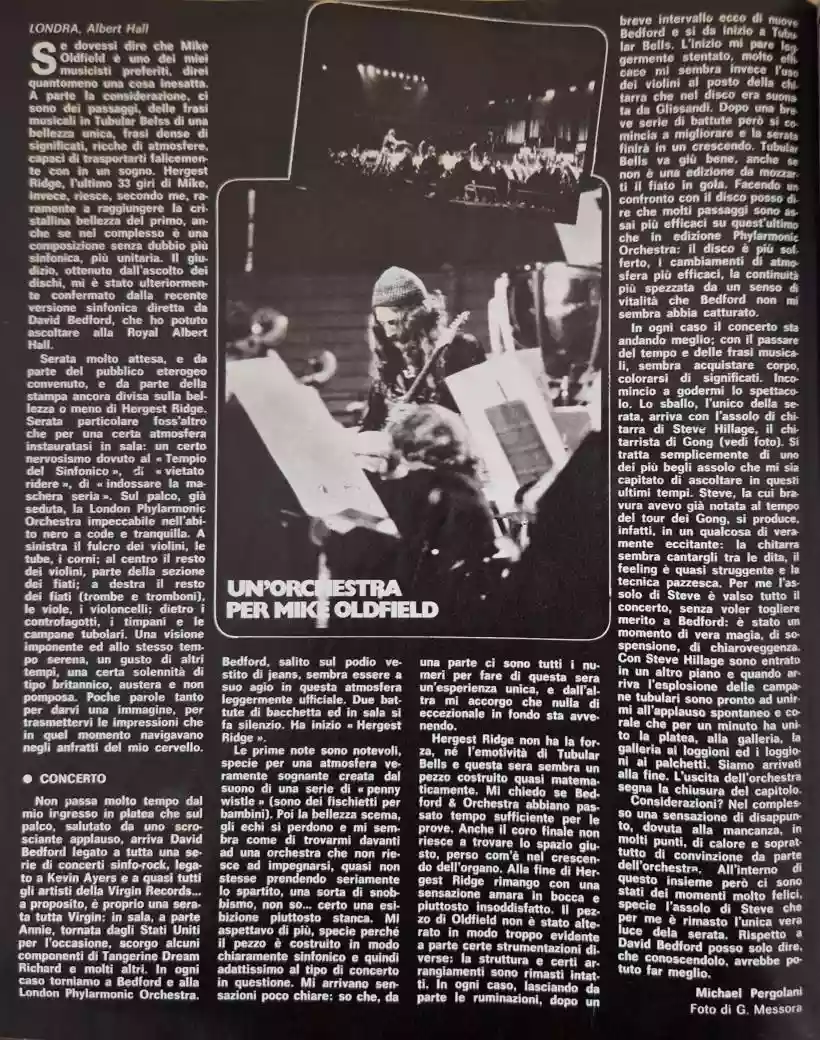 LONDRA, Albert Hall
Se dovessi dire che Mike
Oldfield è uno dei miei
musicisti preferiti, direi
quantomeno una cosa inesatta.
A parte la considerazione, ci
sono dei passaggi, delle frasi
musicali in Tubular Belss di una
bellezza unica, frasi dense di
significati, ricche di atmosfere,
capaci di trasportarti falicemen-
te con in un sogno. Hergest
Ridge, l'ultimo 33 giri di Mike,
invece, riesce, secondo me, ra-
ramente a raggiungere la cri-
stallina bellezza del primo, an-
che se nel complesso è una
composizione senza dubbio più
sinfonica, più unitaria. Il giu-
dizio, ottenuto dall'ascolto dei
dischi, mi è stato ulteriormen-
te confermato dalla recente
versione sinfonica diretta da
David Bedford, che ho potuto
ascoltare alla Royal Albert
Hall.
Serata molto attesa, e da
parte del pubblico eterogeo
convenuto, e da parte della
stampa ancora divisa sulla bel-
lezza o meno di Hergest Ridge.
Serata particolare foss'altro
che per una certa atmosfera
instauratasi in sala: un certo
nervosismo dovuto al « Tempio
del Sinfonico », di « vietato
ridere », di « indossare la ma-
schera seria ». Sul palco, già
seduta, la London Phylarmonic
Orchestra impeccabile nell'abi-
to nero a code e tranquilla. A
sinistra il fulcro dei violini, le
tube, i corni; al centro il resto
dei violini, parte della sezione
dei fiati; a destra il resto
dei fiati (trombe e tromboni),
le viole, i violoncelli; dietro i
controfagotti, i timpani e le
campane tubolari. Una visione
imponente ed allo stesso tem-
po serena, un gusto di altri
tempi, una certa solennità di
tipo britannico, austera e non
pomposa. Poche parole tanto
per darvi una immagine, per
trasmettervi le impressioni che
in quel momento navigavano
negli anfratti del mio cervello.
● CONCERTO
Non passa molto tempo dal
mio ingresso in platea che sul
palco, salutato da uno scro-
sciante applauso, arriva David
Bedford legato a tutta una se-
rie di concerti sinfo-rock, lega-
to a Kevin Ayers e a quasi tutti
gli artisti della Virgin Records...
a proposito, è proprio una sera-
ta tutta Virgin: in sala, a parte
Annie, tornata dagli Stati Uniti
per l'occasione, scorgo alcuni
componenti di Tangerine Dream
Richard e molti altri. In ogni
caso torniamo a Bedford e alla
London Phylarmonic Orchestra.
UN'ORCHESTRA
PER MIKE OLDFIELD
Bedford, salito sul podio ve-
stito di jeans, sembra essere a
suo agio in questa atmosfera
leggermente ufficiale. Due bat-
tute di bacchetta ed in sala si
fa silenzio. Ha inizio « Hergest
Ridge ».
Le prime note sono notevoli,
specie per una atmosfera ve-
ramente sognante creata dal
suono di una serie di « penny
wistle » (sono dei fischietti per
bambini). Poi la bellezza scema,
gli echi si perdono e mi sem-
bra come di trovarmi davanti
ad una orchestra che non rie-
sce ad impegnarsi, quasi non
stesse prendendo seriamente
lo spartito, una sorta di snob-
bismo, non so... certo una esi-
bizione piuttosto stanca. Mi
aspettavo di più, specie perché
il pezzo è costruito in modo
chiaramente sinfonico e quindi
adattissimo al tipo di concerto
in questione. Mi arrivano sen-
sazioni poco chiare: so che, da
una parte ci sono tutti i nu-
meri per fare di questa sera
un'esperienza unica, e dall'al-
tra mi accorgo che nulla di
eccezionale in fondo sta avve-
nendo.
Hergest Ridge non ha la for-
za, né l'emotività di Tubular
Bells e questa sera sembra un
pezzo costruito quasi matema-
ticamente. Mi chiedo se Bed-
ford & Orchestra abbiano pas-
sato tempo sufficiente per le
prove. Anche il coro finale non
riesce a trovare lo spazio giu-
sto, perso com'è nel crescen-
do dell'organo. Alla fine di Her-
gest Ridge rimango con una
sensazione amara in bocca e
piuttosto insoddisfatto. Il pez-
zo di Oldfield non è stato alte-
rato in modo troppo evidente
a parte certe strumentazioni di-
verse: la struttura e certi ar-
rangiamenti sono rimasti intat-
ti. In ogni caso, lasciando da
parte le ruminazioni, dopo un
breve intervallo ecco di nuovo
Bedford e si da inizio a Tubu-
lar Bells. L'inizio mi pare leg-
germente stentato, molto effi-
cace mi sembra invece l'uso
dei violini al posto della chi-
tarra che nel disco era suona-
ta da Glissandi. Dopo una bre-
ve serie di battute però si co-
mincia a migliorare e la serata
finirà in un crescendo. Tubular
Bells va giù bene, anche se
non è una edizione da mozzar-
ti il fiato in gola. Facendo un
confronto con il disco posso di-
re che molti passaggi sono as-
sai più efficaci su quest'ultimo
che in edizione Phylarmonic
Orchestra: il disco è più sof-
ferto, i cambiamenti di atmo-
sfera più efficaci, la continuità
più spezzata da un senso di
vitalità che Bedford non mi
sembra abbia catturato.
In ogni caso il concerto sta
andando meglio; con il passare
del tempo e delle frasi musica-
li, sembra acquistare corpo,
colorarsi di significati. Inco-
mincio a godermi lo spettaco-
lo. Lo sballo, l'unico della se-
rata, arriva con l'assolo di chi-
tarra di Steve Hillage, il chi-
tarrista di Gong (vedi foto). Si
tratta semplicemente di uno
dei più begli assolo che mi sia
capitato di ascoltare in questi
ultimi tempi. Steve, la cui bra-
vura avevo già notata al tempo
del tour dei Gong, si produce,
infatti, in un qualcosa di vera-
mente eccitante: la chitarra
sembra cantargli tra le dita, il
feeling è quasi struggente e la
tecnica pazzesca. Per me l'as-
solo di Steve è valso tutto il
concerto, senza voler togliere
merito a Bedford: è stato un
momento di vera magia, di so-
spensione, di chiaroveggenza.
Con Steve Hillage sono entrato
in un altro piano e quando ar-
riva l'esplosione delle campa-
ne tubulari sono pronto ad unir-
mi all'applauso spontaneo e co-
rale che per un minuto ha uni-
to la platea, alla galleria, la
galleria ai loggioni ed i loggio-
ni ai palchetti. Siamo arrivati
alla fine. L'uscita dell'orchestra
segna la chiusura del capitolo.
Considerazioni? Nel comples-
so una sensazione di disappun-
to, dovuta alla mancanza, in
molti punti, di calore e soprat-
tutto di convinzione da parte
dell'orchestra. All'interno di
questo insieme però ci sono
stati dei momenti molto felici,
specie l'assolo di Steve che
per me è rimasto l'unica vera
luce dela serata. Rispetto a
David Bedford posso solo dire,
che conoscendolo, avrebbe po-
tuto far meglio.
Michael Pergolani
Foto di G. Messora